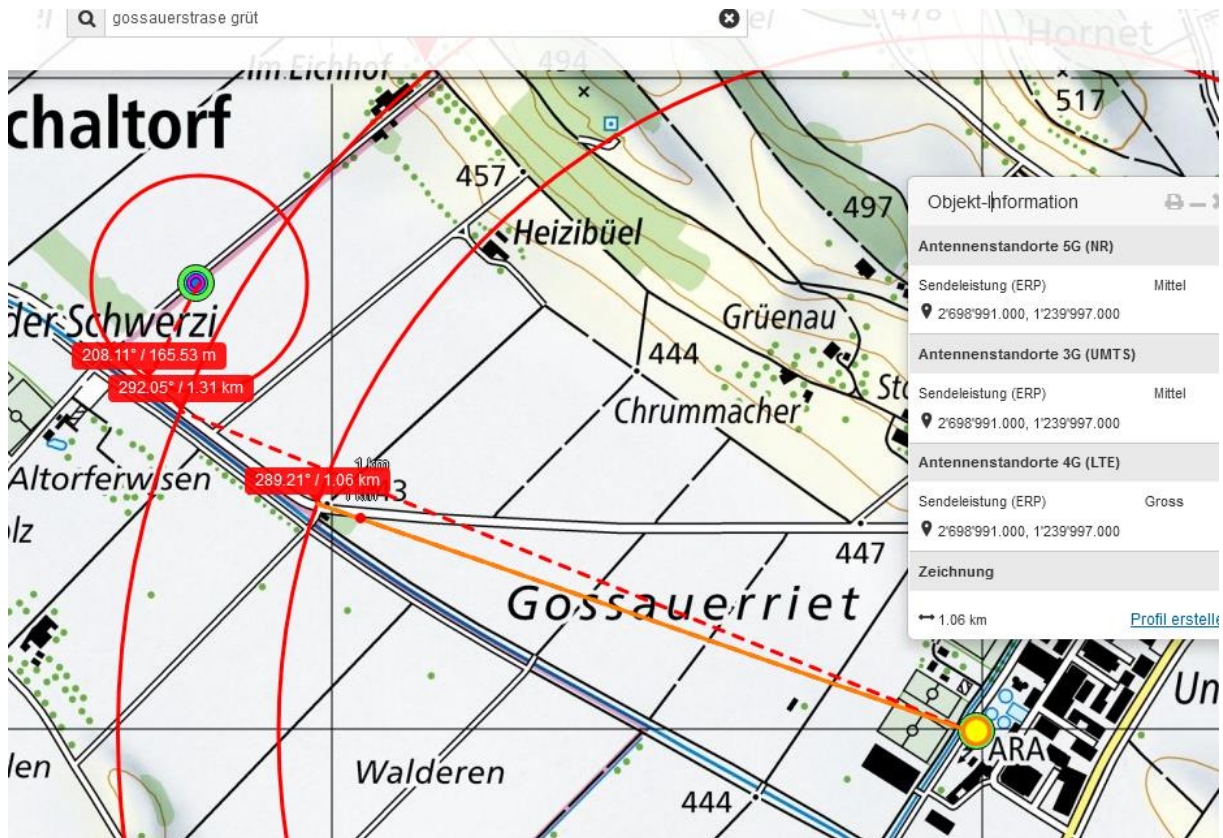 gossauerstrase grüt
478
Hornet
Im Eichhof
494
517
chaltorf
457
497
Objekt-Information
Heizibüel
Antennenstandorte 5G (NR)
Sendeleistung (ERP) Mittel
2'698'991.000, 1'239'997.000
der Schwerzi
Grüenau
208.11° / 165.53 m
444
Antennenstandorte 3G (UMTS)
292.05° / 1.31 km
Sendeleistung (ERP) Mittel
Chrummacher
2'698'991.000, 1'239'997.000
Altorferwisen
289.21° / 1.06 km
1 km
Antennenstandorte 4G (LTE)
Sendeleistung (ERP) Gross
2'698'991.000, 1'239'997.000
447
Zeichnung
Gossauerriet
1.06 km Profil erstelle
Un
ARA
Walderen
444